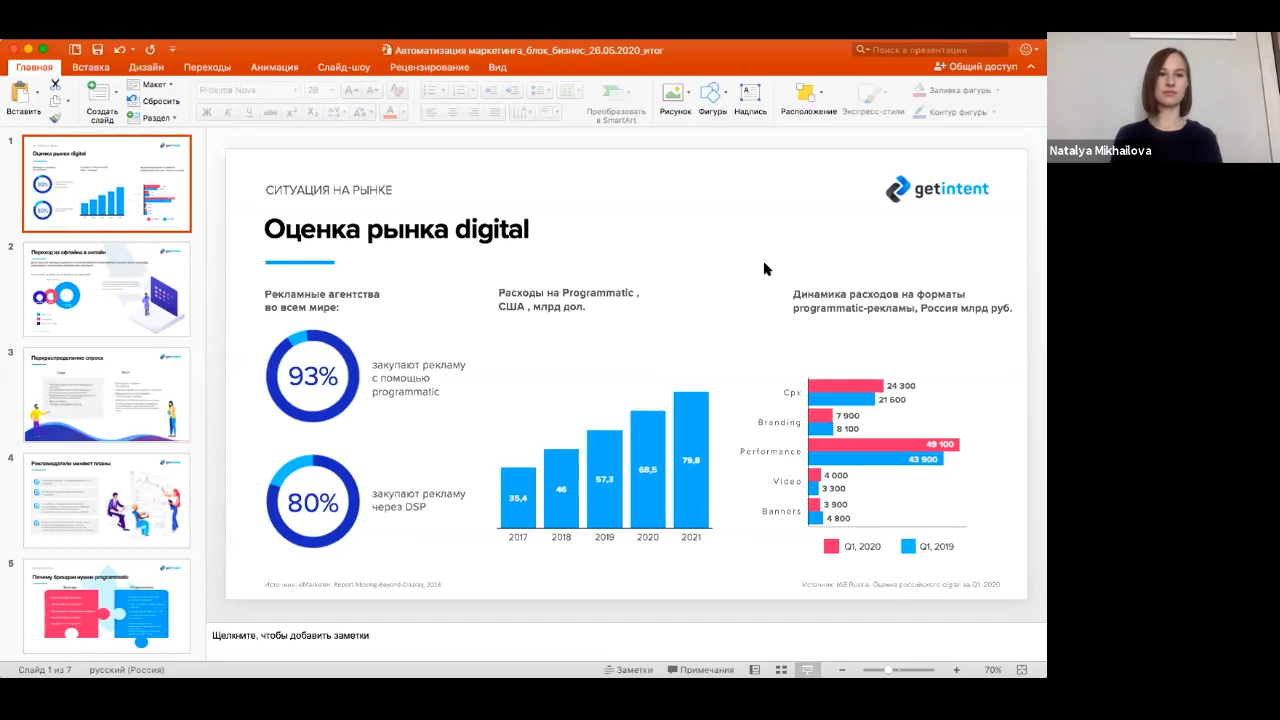 Автоматизация маркетинга_блок_бизнес_26.05.2020_итог
Поиск в презентации
Главная Вставка Дизайн Переходы Анимация Слайд-шоу Рецензирование Вид
Общий доступ
Вставить
Создать слайд
Макет
Сбросить
Раздел
Proxima Nova 28
Преобразовать в SmartArt
Рисунок
Фигуры
Надпись
Расположение
Экспресс-стили
Заливка фигуры
Контур фигуры
Natalya Mikhailova
1
Оценка рынка digital
2
Переход из офлайна в онлайн
3
Перераспределение спроса
4
Рекламодатели меняют планы
5
Почему брендам нужен programmatic
СИТУАЦИЯ НА РЫНКЕ
getintent
Оценка рынка digital
Рекламные агентства
во всем мире:
93%
закупают рекламу
с помощью
programmatic
80%
закупают рекламу
через DSP
Расходы на Programmatic ,
США , млрд дол.
35,4 46 57,3 68,5 79,8
2017 2018 2019 2020 2021
Динамика расходов на форматы
programmatic-рекламы, Россия млрд руб.
Cpx 24 300
21 600
Branding 7 900
8 100
Performance 49 100
43 900
Video 4 000
3 300
Banners 3 900
4 800
Q1, 2020 Q1, 2019
Источник: eMarketer, Report Moving-Beyond-Display, 2018
Источник: IAB Russia. Оценка российского digital за Q1, 2020
Щелкните, чтобы добавить заметки
Слайд 1 из 7 русский (Россия)
Заметки Примечания 70%